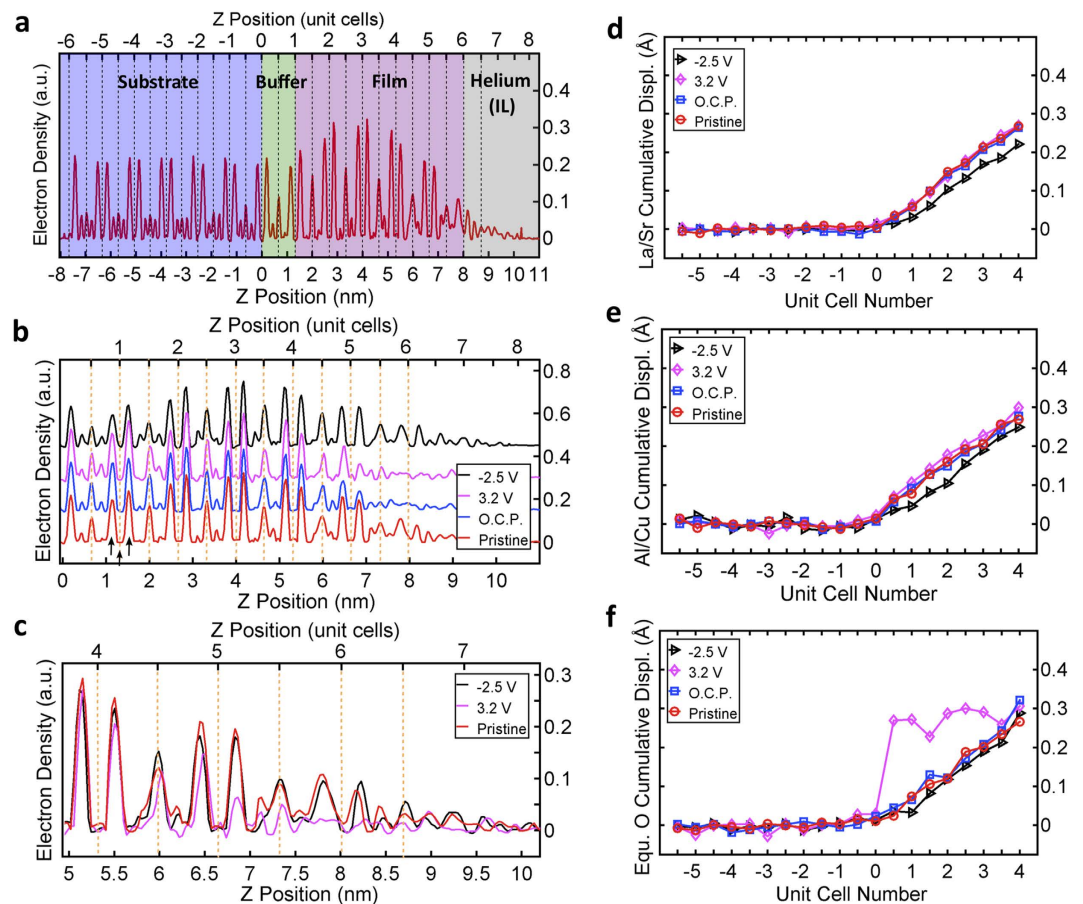 a
Z Position (unit cells)
-6 -5 -4 -3 -2 -1 0 1 2 3 4 5 6 7 8
Substrate Buffer Film Helium
(IL)
Electron Density (a.u.)
0.4
0.3
0.2
0.1
0
-8 -7 -6 -5 -4 -3 -2 -1 0 1 2 3 4 5 6 7 8 9 10 11
Z Position (nm)
b
Z Position (unit cells)
1 2 3 4 5 6 7 8
Electron Density (a.u.)
0.8
0.6
0.4
0.2
0
-2.5 V
3.2 V
O.C.P.
Pristine
0 1 2 3 4 5 6 7 8 9 10
Z Position (nm)
c
Z Position (unit cells)
4 5 6 7
Electron Density (a.u.)
0.3
0.2
0.1
0
-2.5 V
3.2 V
Pristine
5 5.5 6 6.5 7 7.5 8 8.5 9 9.5 10
Z Position (nm)
d
La/Sr Cumulative Displ. (Å)
-2.5 V
3.2 V
O.C.P.
Pristine
0.4
0.3
0.2
0.1
0
-5 -4 -3 -2 -1 0 1 2 3 4
Unit Cell Number
e
Al/Cu Cumulative Displ. (Å)
-2.5 V
3.2 V
O.C.P.
Pristine
0.4
0.3
0.2
0.1
0
-5 -4 -3 -2 -1 0 1 2 3 4
Unit Cell Number
f
Equ. O Cumulative Displ. (Å)
-2.5 V
3.2 V
O.C.P.
Pristine
0.4
0.3
0.2
0.1
0
-5 -4 -3 -2 -1 0 1 2 3 4
Unit Cell Number